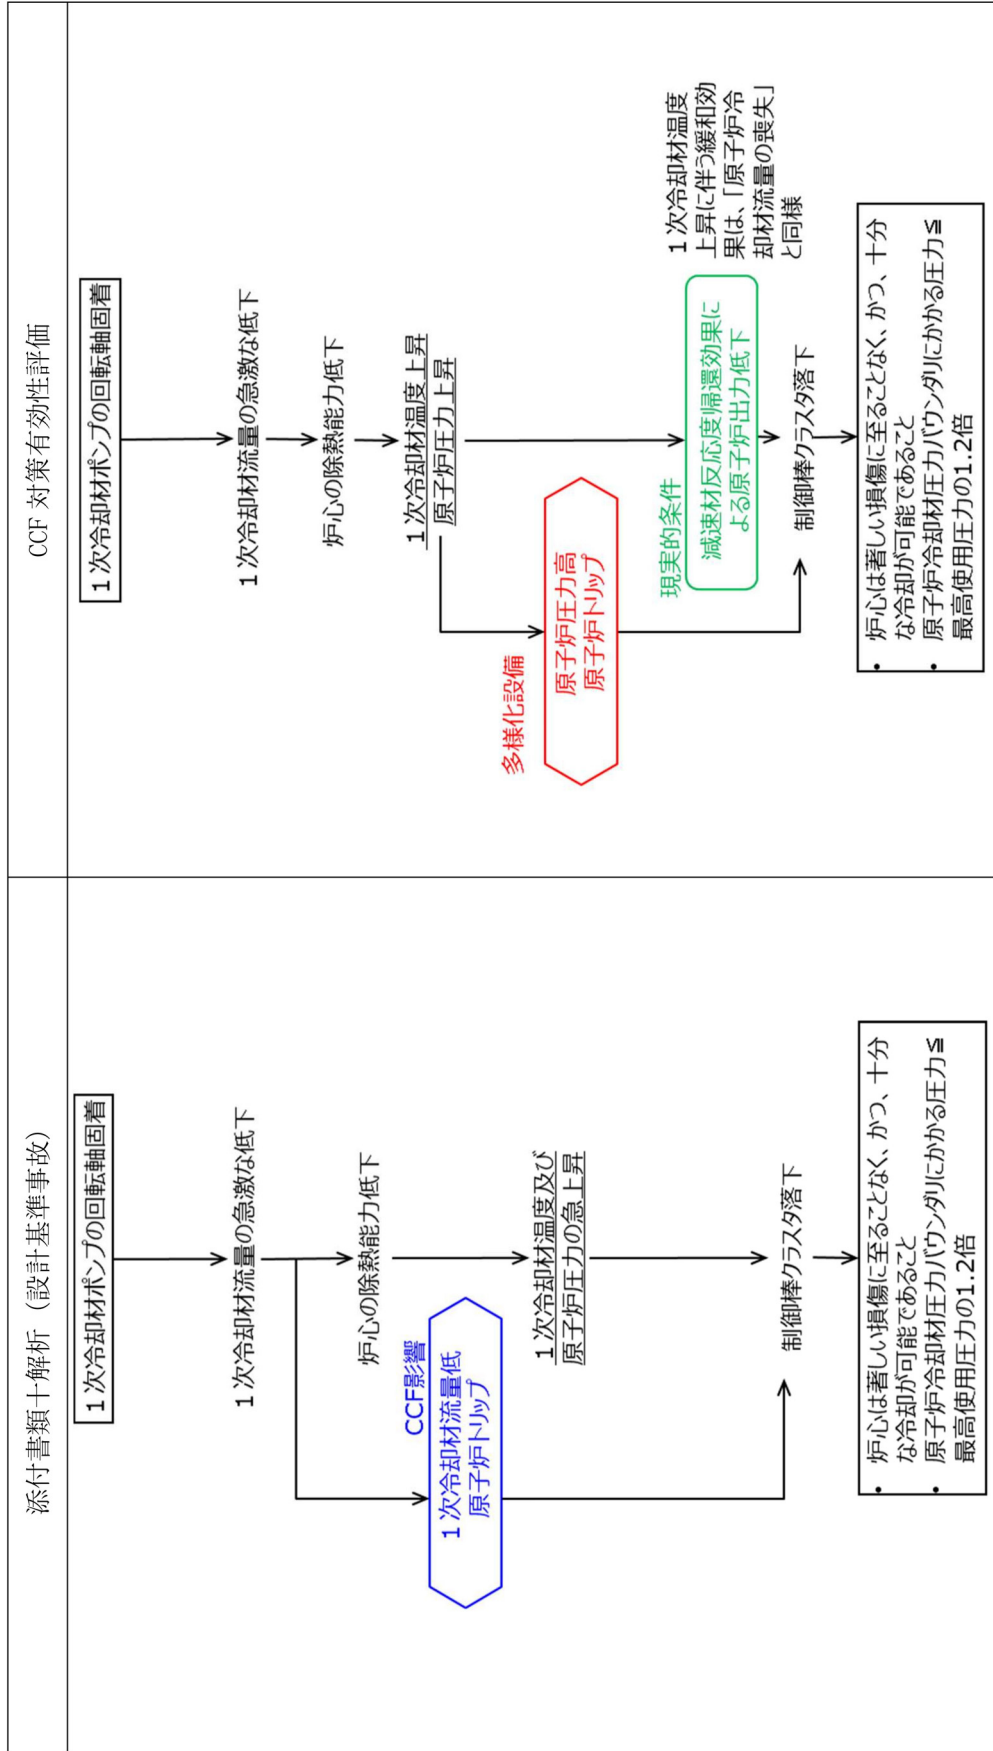 添付書類十解析（設計基準事故）
1次冷却材ポンプの回転軸固着
1次冷却材流量の急激な低下
炉心の除熱能力低下
CCF影響
1次冷却材流量低
原子炉トリップ
1次冷却材温度及び
原子炉圧力の急上昇
制御棒クラスタ落下
・ 炉心は著しい損傷に至ることなく、かつ、十分
な冷却が可能であること
・ 原子炉冷却材圧力バウンダリにかかる圧力≦
最高使用圧力の1.2倍
CCF 対策有効性評価
1次冷却材ポンプの回転軸固着
1次冷却材流量の急激な低下
炉心の除熱能力低下
1次冷却材温度上昇
原子炉圧力上昇
多様化設備
原子炉圧力高
原子炉トリップ
現実的条件
減速材反応度帰還効果に
よる原子炉出力低下
1次冷却材温度
上昇に伴う緩和効
果は、「原子炉冷
却材流量の喪失」
と同様
制御棒クラスタ落下
・ 炉心は著しい損傷に至ることなく、かつ、十分
な冷却が可能であること
・ 原子炉冷却材圧力バウンダリにかかる圧力≦
最高使用圧力の1.2倍